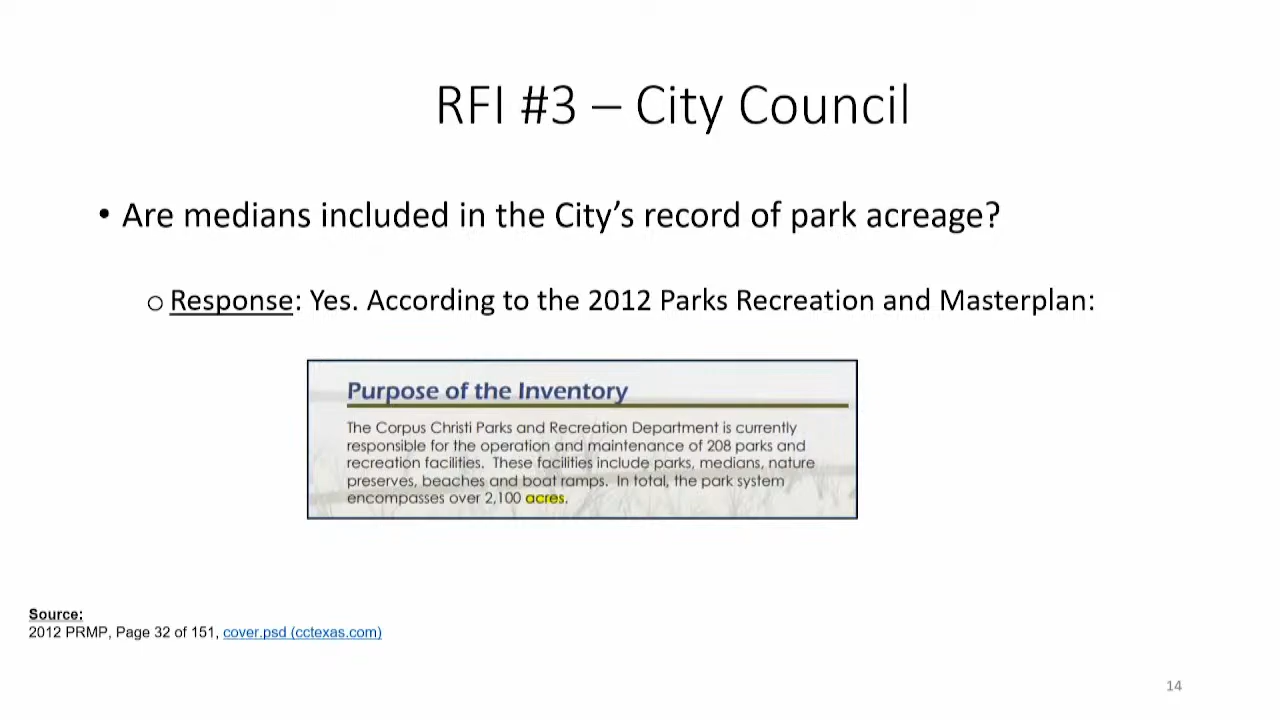 RFI #3 – City Council
• Are medians included in the City’s record of park acreage?
o Response: Yes. According to the 2012 Parks Recreation and Masterplan:
Purpose of the Inventory
The Corpus Christi Parks and Recreation Department is currently
responsible for the operation and maintenance of 208 parks and
recreation facilities. These facilities include parks, medians, nature
preserves, beaches and boat ramps. In total, the park system
encompasses over 2,100 acres.
Source:
2012 PRMP, Page 32 of 151, cover.psd (cctexas.com)
14